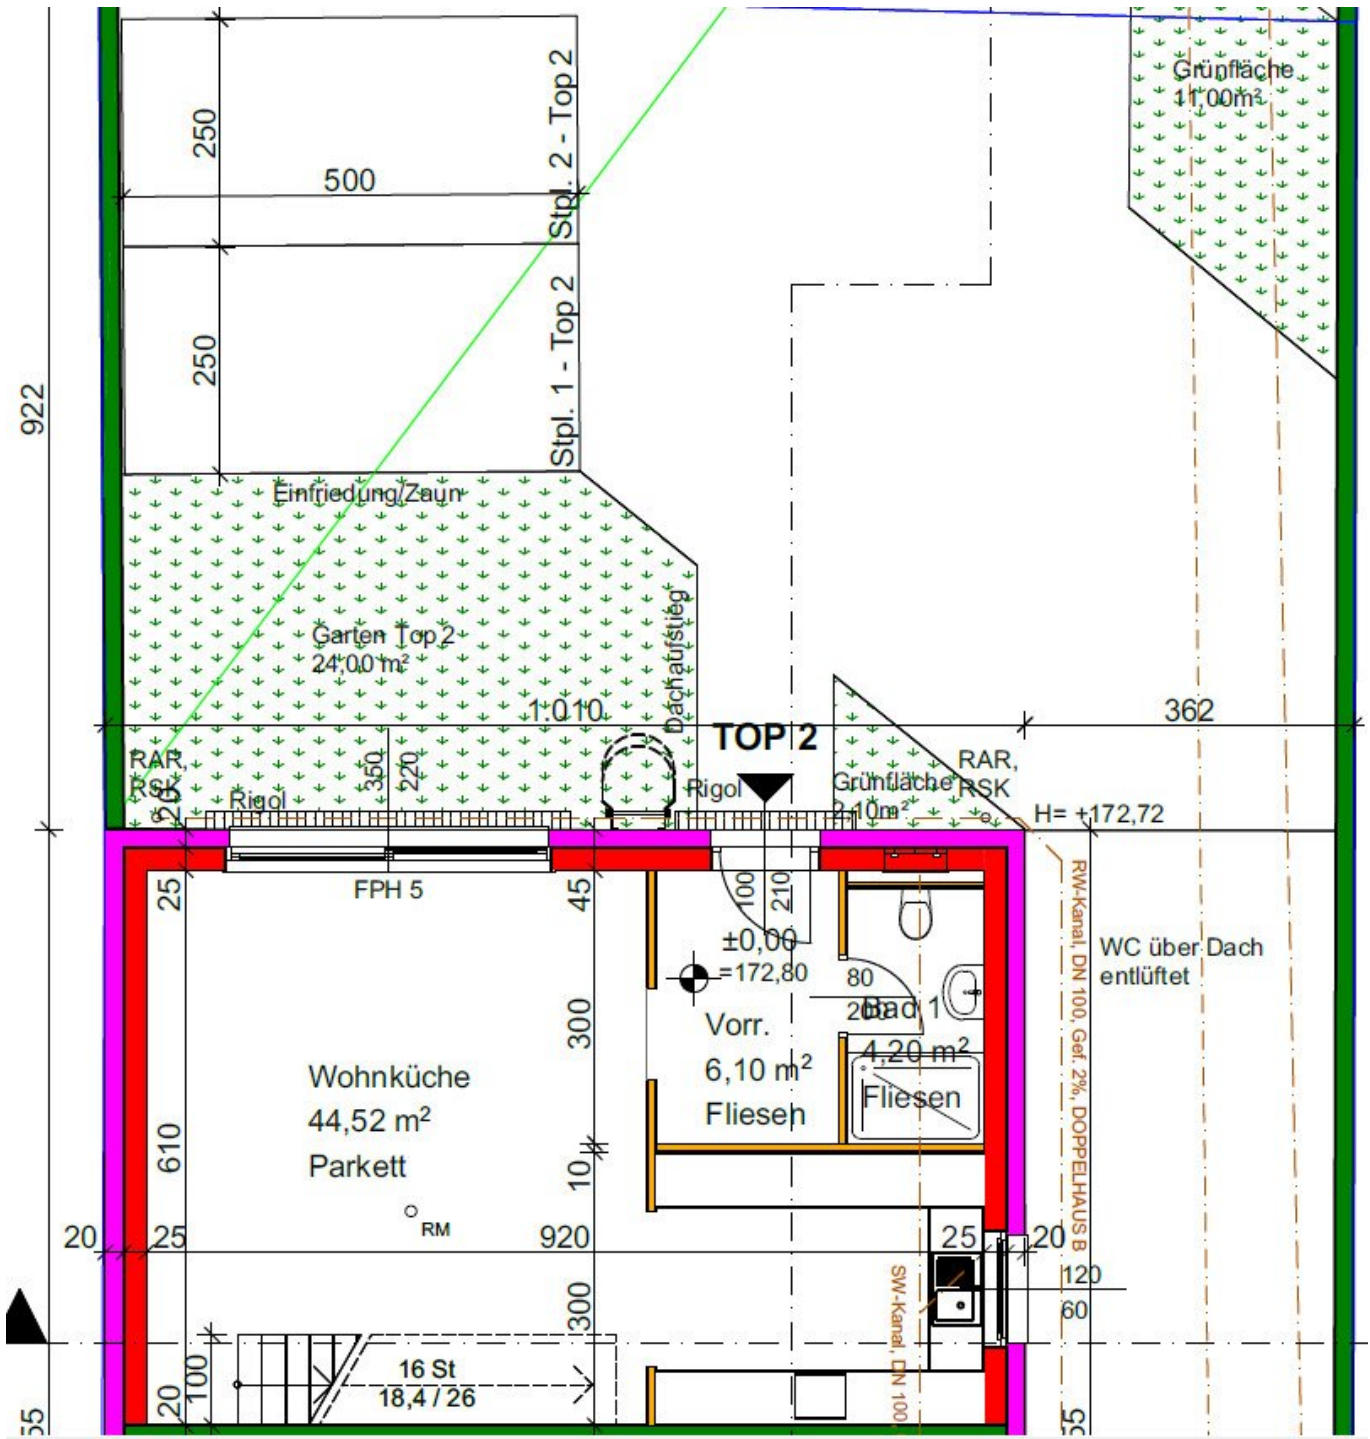 Grünfläche
11,00m²
250
500
Stpl. 2 - Top 2
250
Stpl. 1 - Top 2
922
Einfriedung/Zaun
Garten Top 2
24,00 m²
Dachaufstieg
1.010
362
TOP 2
RAR,
RSK
20
Rigol
350
220
Rigol
Grünfläche
2,10m²
RAR,
RSK
H= +172,72
25
FPH 5
45
100
210
±0,00
=172,80
80
200
Bad 1
4,20 m²
Fliesen
WC über Dach
entlüftet
RW-Kanal, DN 100, Gef. 2%, DOPPELHAUS B
300
Vorr.
6,10 m²
Fliesen
Wohnküche
44,52 m²
Parkett
610
10
RM
20
25
920
25
20
120
60
300
SW-Kanal, DN 100,
16 St
18,4 / 26
100
20
55
55